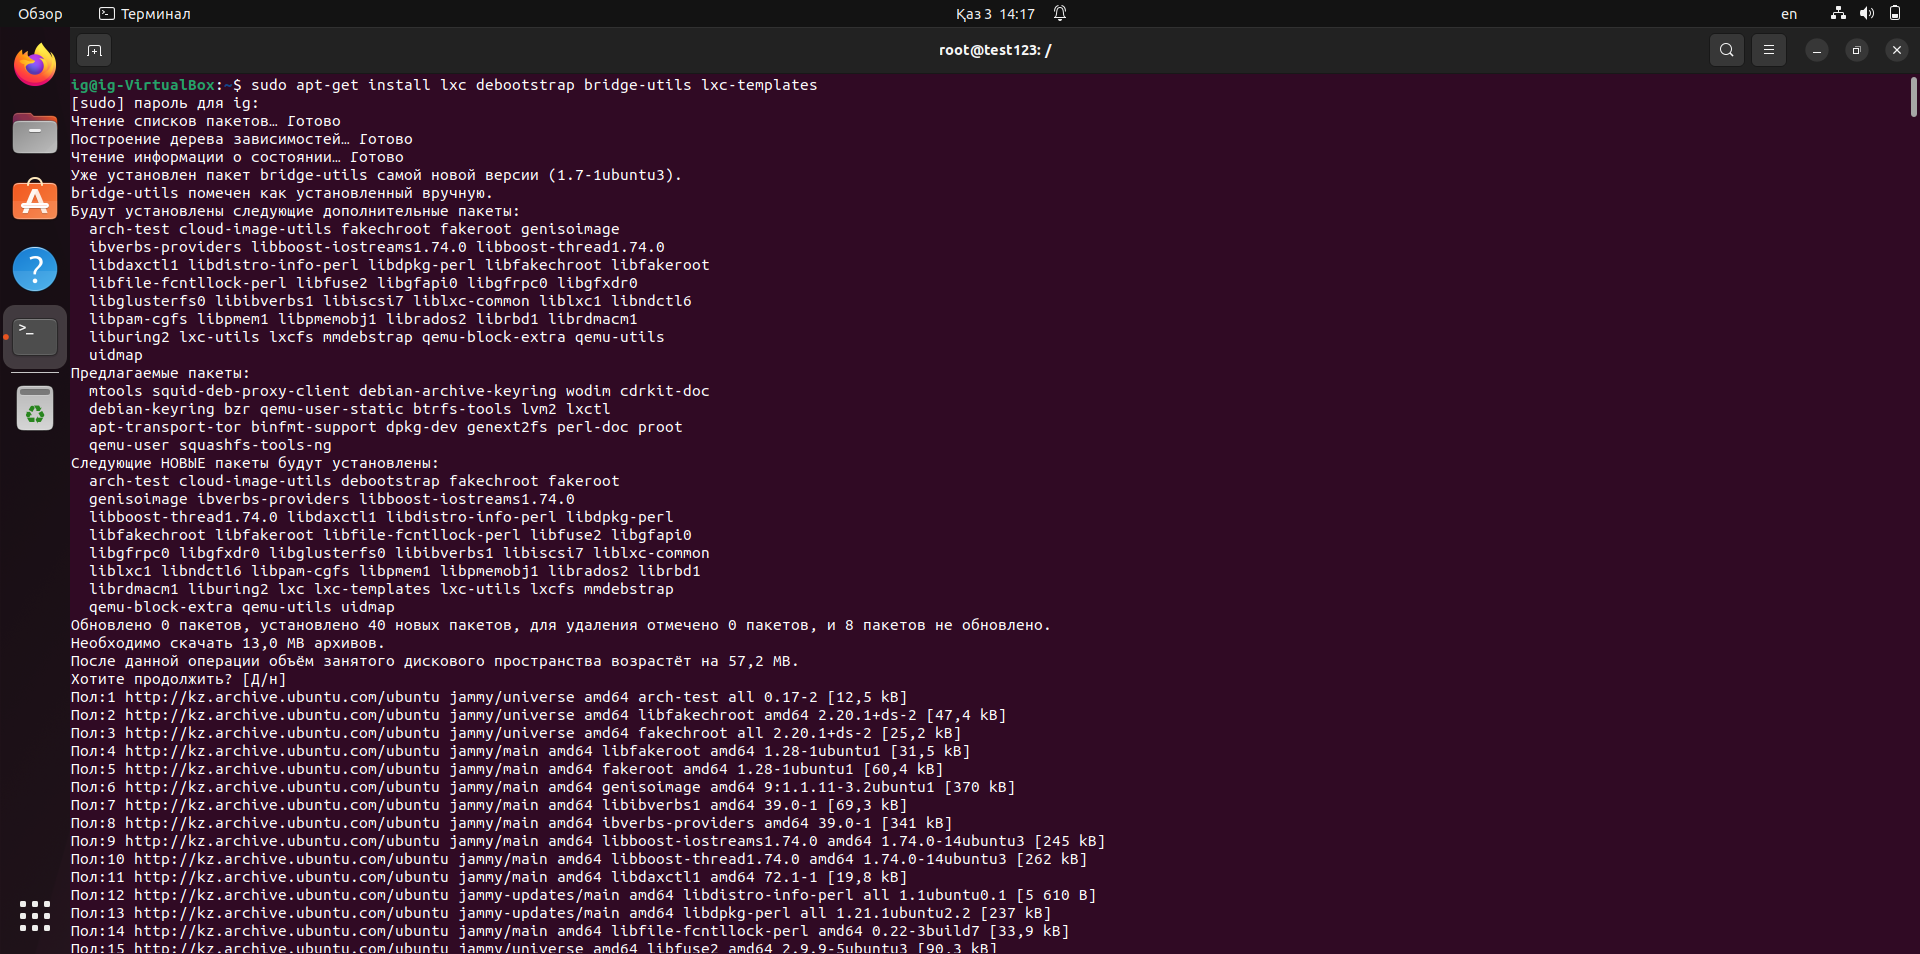 Обзор
Терминал
Қаз 3 14:17
en
root@test123: /
ig@ig-VirtualBox:~$ sudo apt-get install lxc debootstrap bridge-utils lxc-templates
[sudo] пароль для ig:
Чтение списков пакетов… Готово
Построение дерева зависимостей… Готово
Чтение информации о состоянии… Готово
Уже установлен пакет bridge-utils самой новой версии (1.7-1ubuntu3).
bridge-utils помечен как установленный вручную.
Будут установлены следующие дополнительные пакеты:
  arch-test cloud-image-utils fakechroot fakeroot genisoimage
  ibverbs-providers libboost-iostreams1.74.0 libboost-thread1.74.0
  libdaxctl1 libdistro-info-perl libdpkg-perl libfakechroot libfakeroot
  libfile-fcntllock-perl libfuse2 libgfapi0 libgfrpc0 libgfxdr0
  libglusterfs0 libibverbs1 libiscsi7 liblxc-common liblxc1 libndctl6
  libpam-cgfs libpmem1 libpmemobj1 librados2 librbd1 librdmacm1
  liburing2 lxc-utils lxcfs mmdebstrap qemu-block-extra qemu-utils
  uidmap
Предлагаемые пакеты:
  mtools squid-deb-proxy-client debian-archive-keyring wodim cdrkit-doc
  debian-keyring bzr qemu-user-static btrfs-tools lvm2 lxctl
  apt-transport-tor binfmt-support dpkg-dev genext2fs perl-doc proot
  qemu-user squashfs-tools-ng
Следующие НОВЫЕ пакеты будут установлены:
  arch-test cloud-image-utils debootstrap fakechroot fakeroot
  genisoimage ibverbs-providers libboost-iostreams1.74.0
  libboost-thread1.74.0 libdaxctl1 libdistro-info-perl libdpkg-perl
  libfakechroot libfakeroot libfile-fcntllock-perl libfuse2 libgfapi0
  libgfrpc0 libgfxdr0 libglusterfs0 libibverbs1 libiscsi7 liblxc-common
  liblxc1 libndctl6 libpam-cgfs libpmem1 libpmemobj1 librados2 librbd1
  librdmacm1 liburing2 lxc lxc-templates lxc-utils lxcfs mmdebstrap
  qemu-block-extra qemu-utils uidmap
Обновлено 0 пакетов, установлено 40 новых пакетов, для удаления отмечено 0 пакетов, и 8 пакетов не обновлено.
Необходимо скачать 13,0 MB архивов.
После данной операции объём занятого дискового пространства возрастёт на 57,2 MB.
Хотите продолжить? [Д/н]
Пол:1 http://kz.archive.ubuntu.com/ubuntu jammy/universe amd64 arch-test all 0.17-2 [12,5 kB]
Пол:2 http://kz.archive.ubuntu.com/ubuntu jammy/universe amd64 libfakechroot amd64 2.20.1+ds-2 [47,4 kB]
Пол:3 http://kz.archive.ubuntu.com/ubuntu jammy/universe amd64 fakechroot all 2.20.1+ds-2 [25,2 kB]
Пол:4 http://kz.archive.ubuntu.com/ubuntu jammy/main amd64 libfakeroot amd64 1.28-1ubuntu1 [31,5 kB]
Пол:5 http://kz.archive.ubuntu.com/ubuntu jammy/main amd64 fakeroot amd64 1.28-1ubuntu1 [60,4 kB]
Пол:6 http://kz.archive.ubuntu.com/ubuntu jammy/main amd64 genisoimage amd64 9:1.1.11-3.2ubuntu1 [370 kB]
Пол:7 http://kz.archive.ubuntu.com/ubuntu jammy/main amd64 libibverbs1 amd64 39.0-1 [69,3 kB]
Пол:8 http://kz.archive.ubuntu.com/ubuntu jammy/main amd64 ibverbs-providers amd64 39.0-1 [341 kB]
Пол:9 http://kz.archive.ubuntu.com/ubuntu jammy/main amd64 libboost-iostreams1.74.0 amd64 1.74.0-14ubuntu3 [245 kB]
Пол:10 http://kz.archive.ubuntu.com/ubuntu jammy/main amd64 libboost-thread1.74.0 amd64 1.74.0-14ubuntu3 [262 kB]
Пол:11 http://kz.archive.ubuntu.com/ubuntu jammy/main amd64 libdaxctl1 amd64 72.1-1 [19,8 kB]
Пол:12 http://kz.archive.ubuntu.com/ubuntu jammy-updates/main amd64 libdistro-info-perl all 1.1ubuntu0.1 [5 610 B]
Пол:13 http://kz.archive.ubuntu.com/ubuntu jammy-updates/main amd64 libdpkg-perl all 1.21.1ubuntu2.2 [237 kB]
Пол:14 http://kz.archive.ubuntu.com/ubuntu jammy/main amd64 libfile-fcntllock-perl amd64 0.22-3build7 [33,9 kB]
Пол:15 http://kz.archive.ubuntu.com/ubuntu jammy/universe amd64 libfuse2 amd64 2.9.9-5ubuntu3 [90,3 kB]